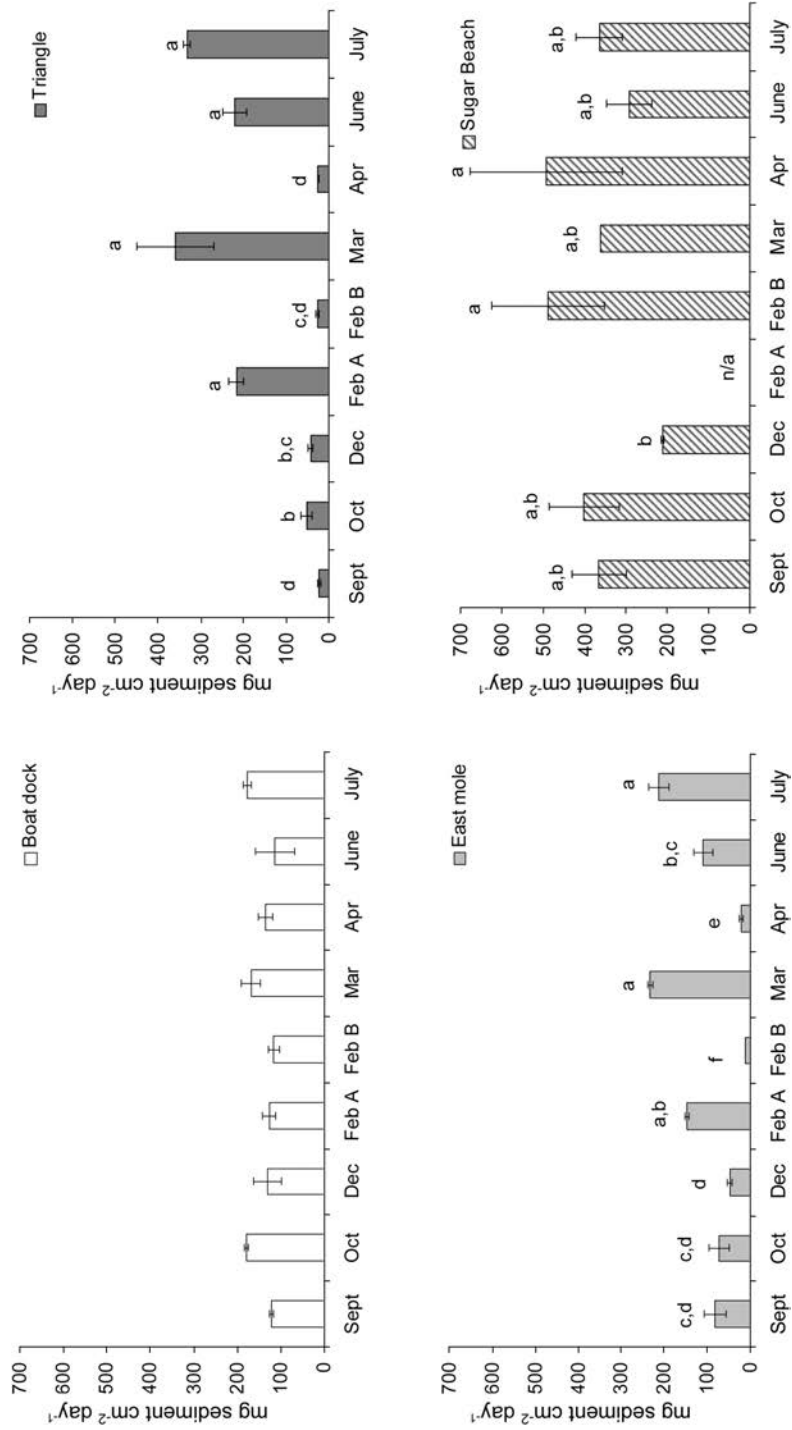 Boat dock
700
600
500
400
300
200
100
0
mg sediment cm⁻² day⁻¹
Sept Oct Dec Feb A Feb B Mar Apr June July
Triangle
700
600
500
400
300
200
100
0
mg sediment cm⁻² day⁻¹
d b b,c a c,d a d a a
Sept Oct Dec Feb A Feb B Mar Apr June July
East mole
700
600
500
400
300
200
100
0
mg sediment cm⁻² day⁻¹
c,d c,d d a,b f a e b,c a
Sept Oct Dec Feb A Feb B Mar Apr June July
Sugar Beach
700
600
500
400
300
200
100
0
mg sediment cm⁻² day⁻¹
a,b a,b b n/a a a,b a a,b a,b
Sept Oct Dec Feb A Feb B Mar Apr June July